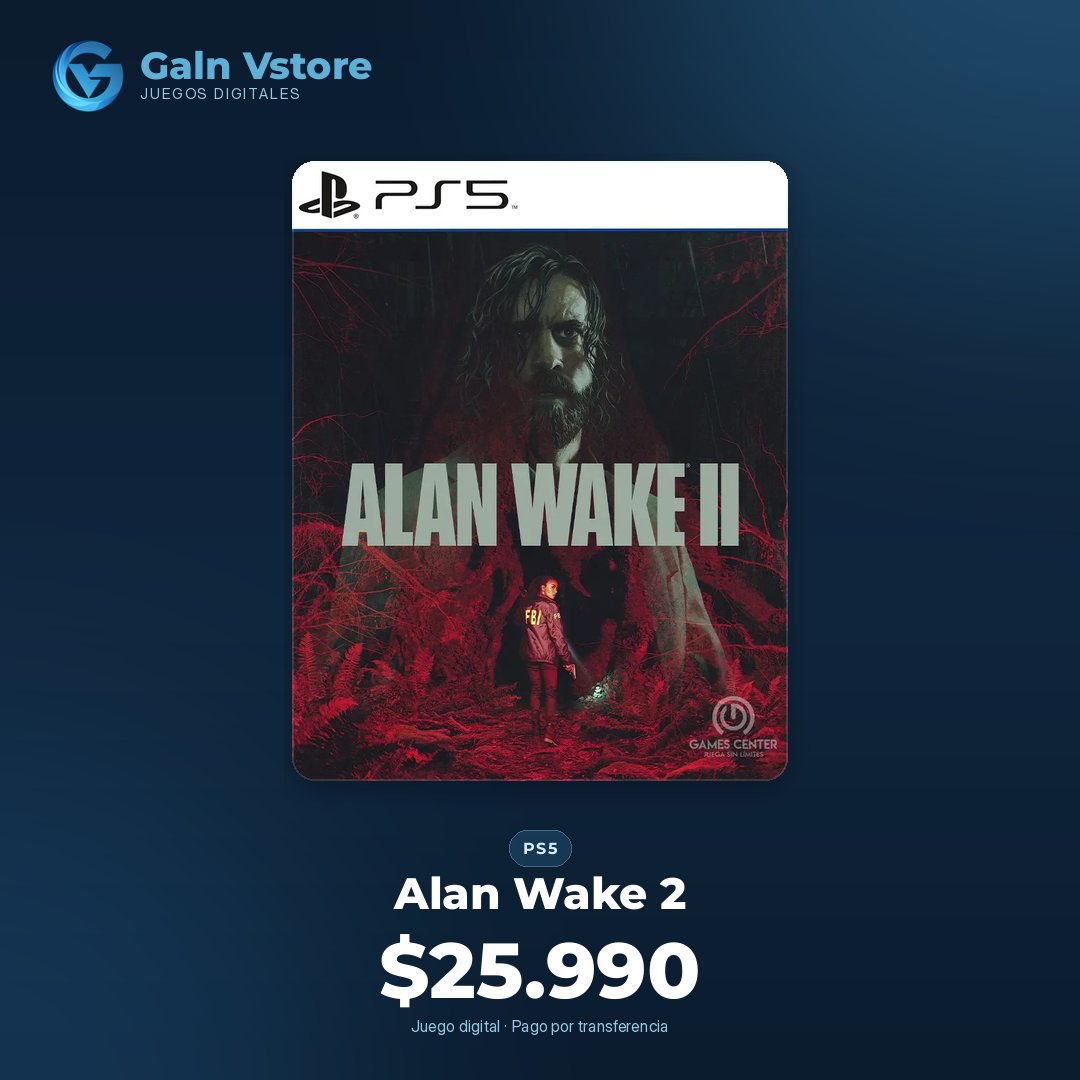 Galn Vstore
JUEGOS DIGITALES
PS5
ALAN WAKE II
FBI
GAMES CENTER
JUEGA SIN LÍMITES
PS5
Alan Wake 2
$25.990
Juego digital · Pago por transferencia